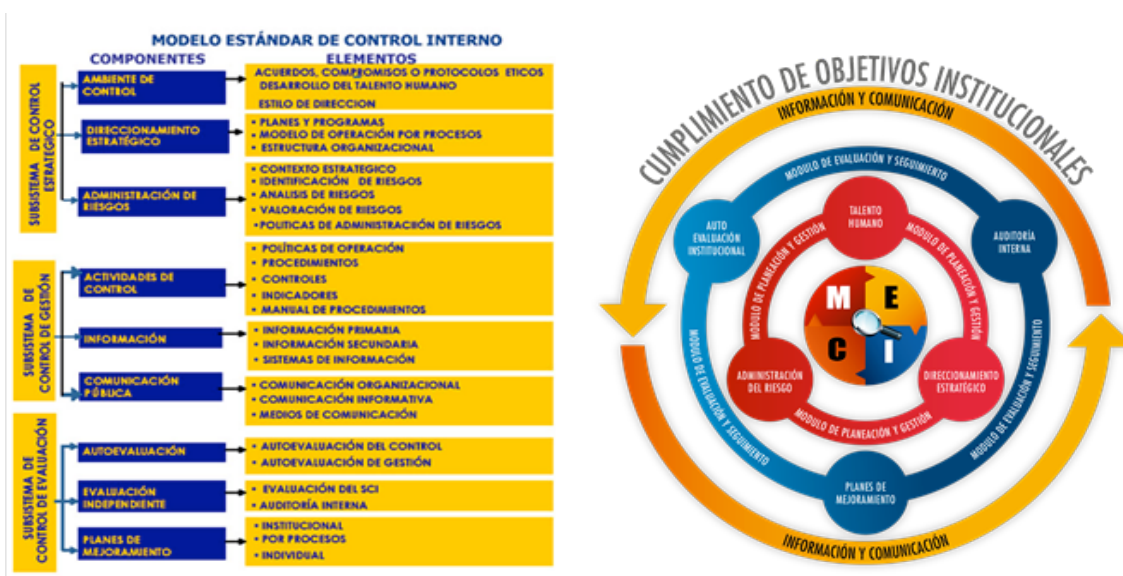 MODELO ESTÁNDAR DE CONTROL INTERNO
COMPONENTES
ELEMENTOS
SUBSISTEMA DE CONTROL
ESTRATÉGICO
AMBIENTE DE
CONTROL
ACUERDOS, COMPROMISOS O PROTOCOLOS ETICOS
DESARROLLO DEL TALENTO HUMANO
ESTILO DE DIRECCION
DIRECCIONAMIENTO
ESTRATÉGICO
• PLANES Y PROGRAMAS
• MODELO DE OPERACIÓN POR PROCESOS
• ESTRUCTURA ORGANIZACIONAL
ADMINISTRACIÓN DE
RIESGOS
• CONTEXTO ESTRATEGICO
• IDENTIFICACIÓN DE RIESGOS
• ANALISIS DE RIESGOS
• VALORACIÓN DE RIESGOS
• POLITICAS DE ADMINISTRACIIÓN DE RIESGOS
SUBSISTEMA DE
CONTROL DE GESTIÓN
ACTIVIDADES DE
CONTROL
• POLÍTICAS DE OPERACIÓN
• PROCEDIMIENTOS
• CONTROLES
• INDICADORES
• MANUAL DE PROCEDIMIENTOS
INFORMACIÓN
• INFORMACIÓN PRIMARIA
• INFORMACIÓN SECUNDARIA
• SISTEMAS DE INFORMACIÓN
COMUNICACIÓN
PÚBLICA
• COMUNICACIÓN ORGANIZACIONAL
• COMUNICACIÓN INFORMATIVA
• MEDIOS DE COMUNICACIÓN
SUBSISTEMA DE
CONTROL DE EVALUACIÓN
AUTOEVALUACIÓN
• AUTOEVALUACIÓN DEL CONTROL
• AUTOEVALUACIÓN DE GESTIÓN
EVALUACIÓN
INDEPENDIENTE
• EVALUACIÓN DEL SCI
• AUDITORÍA INTERNA
PLANES DE
MEJORAMIENTO
• INSTITUCIONAL
• POR PROCESOS
• INDIVIDUAL
CUMPLIMIENTO DE OBJETIVOS INSTITUCIONALES
INFORMACIÓN Y COMUNICACIÓN
MODULO DE EVALUACIÓN Y SEGUIMIENTO
AUTO
EVALUACIÓN
INSTITUCIONAL
TALENTO
HUMANO
AUDITORÍA
INTERNA
MODULO DE PLANEACIÓN Y GESTIÓN
MODULO DE PLANEACIÓN Y GESTIÓN
M E
C I
ADMINISTRACIÓN
DEL RIESGO
DIRECCIONAMIENTO
ESTRATÉGICO
MODULO DE PLANEACIÓN Y GESTIÓN
MODULO DE EVALUACIÓN Y SEGUIMIENTO
MODULO DE EVALUACIÓN Y SEGUIMIENTO
PLANES DE
MEJORAMIENTO
INFORMACIÓN Y COMUNICACIÓN